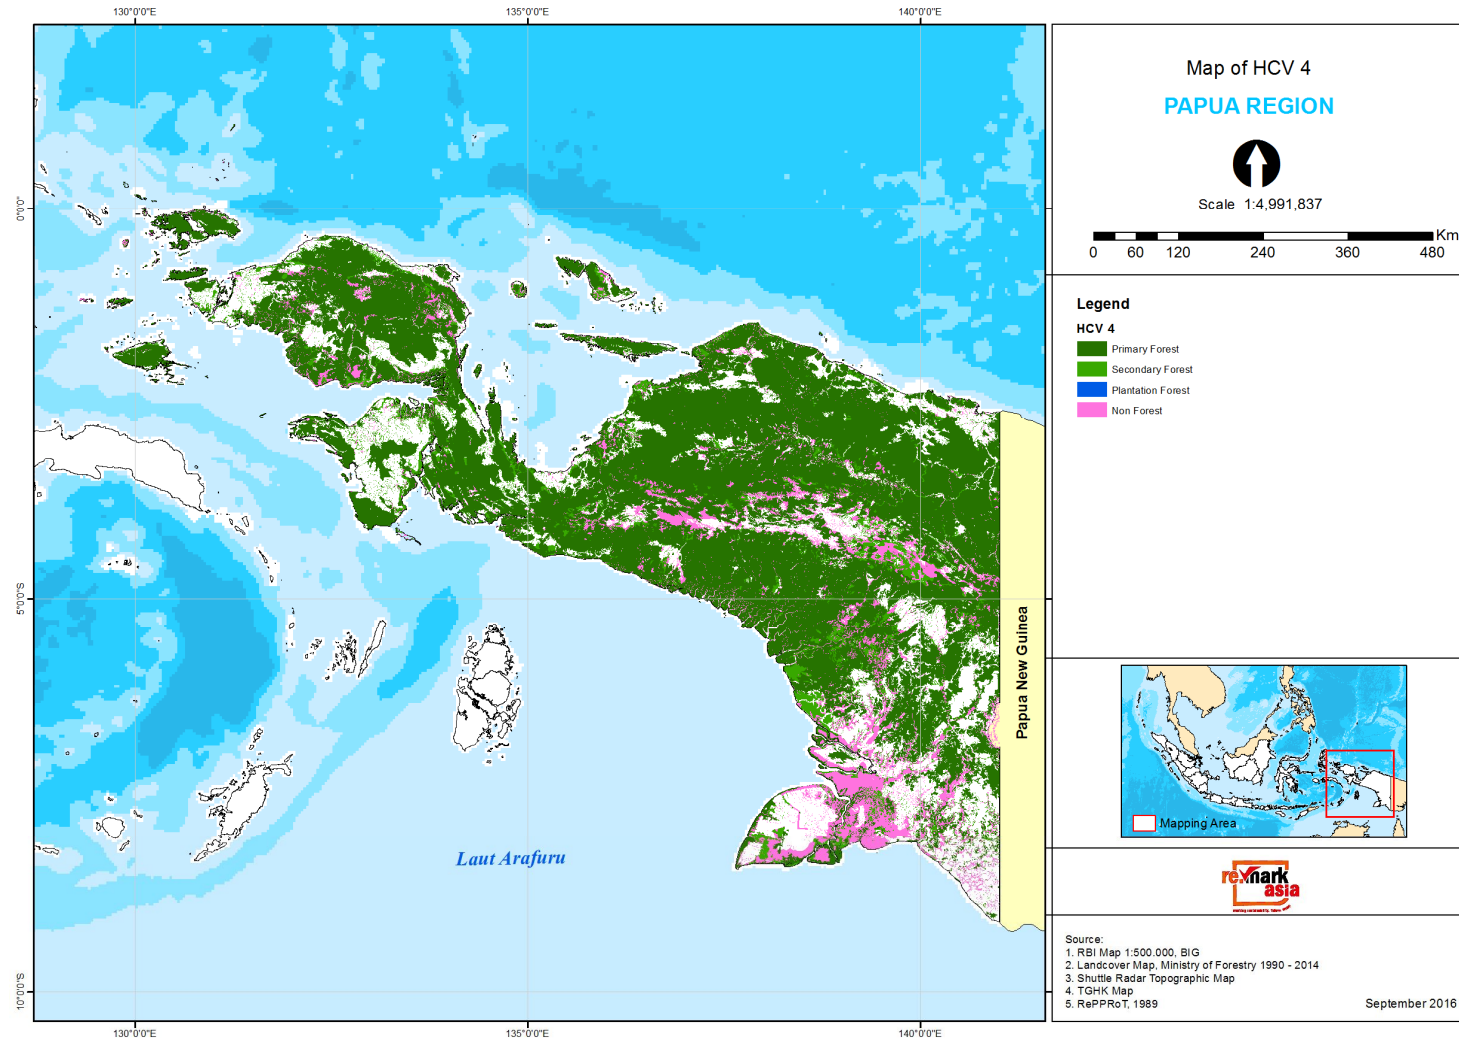 130°0'0"E
135°0'0"E
140°0'0"E
0°0'0"
5°0'0"S
10°0'0"S
130°0'0"E
135°0'0"E
140°0'0"E
Laut Arafuru
Papua New Guinea
Map of HCV 4
PAPUA REGION
Scale 1:4,991,837
Km
0 60 120 240 360 480
Legend
HCV 4
Primary Forest
Secondary Forest
Plantation Forest
Non Forest
Mapping Area
re.mark
asia
Source:
1. RBI Map 1:500.000, BIG
2. Landcover Map, Ministry of Forestry 1990 - 2014
3. Shuttle Radar Topographic Map
4. TGHK Map
5. RePPRoT, 1989
September 2016